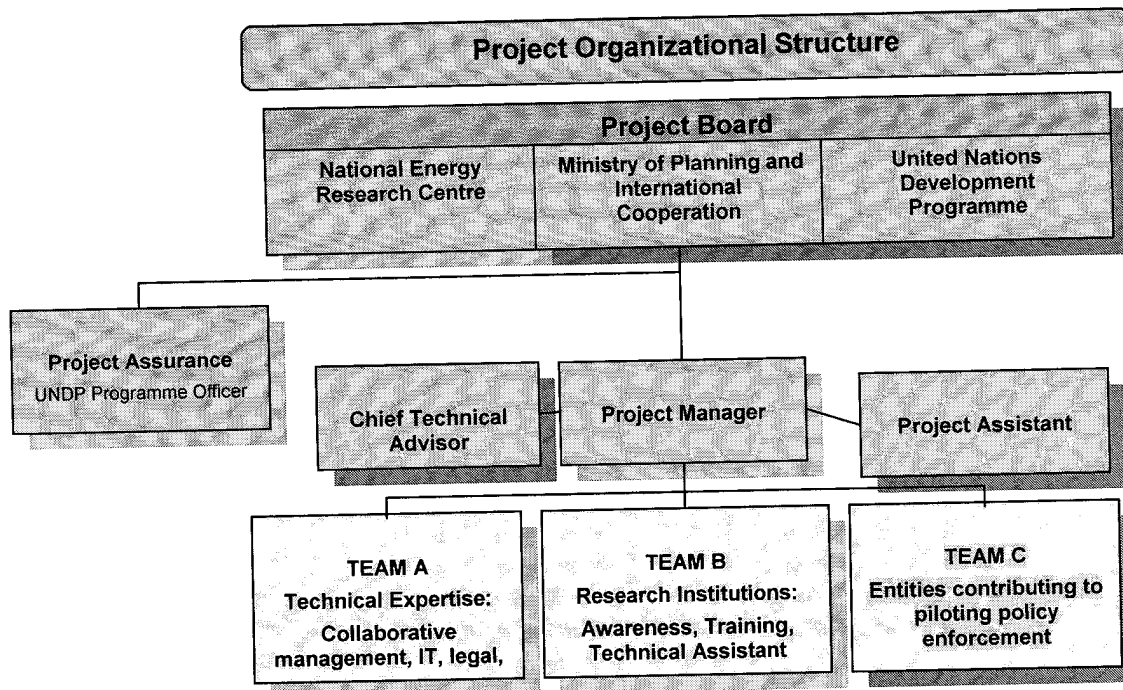 Project Organizational Structure
Project Board
National Energy
Research Centre
Ministry of Planning and
International
Cooperation
United Nations
Development
Programme
Project Assurance
UNDP Programme Officer
Chief Technical
Advisor
Project Manager
Project Assistant
TEAM A
Technical Expertise:
Collaborative
management, IT, legal,
TEAM B
Research Institutions:
Awareness, Training,
Technical Assistant
TEAM C
Entities contributing to
piloting policy
enforcement